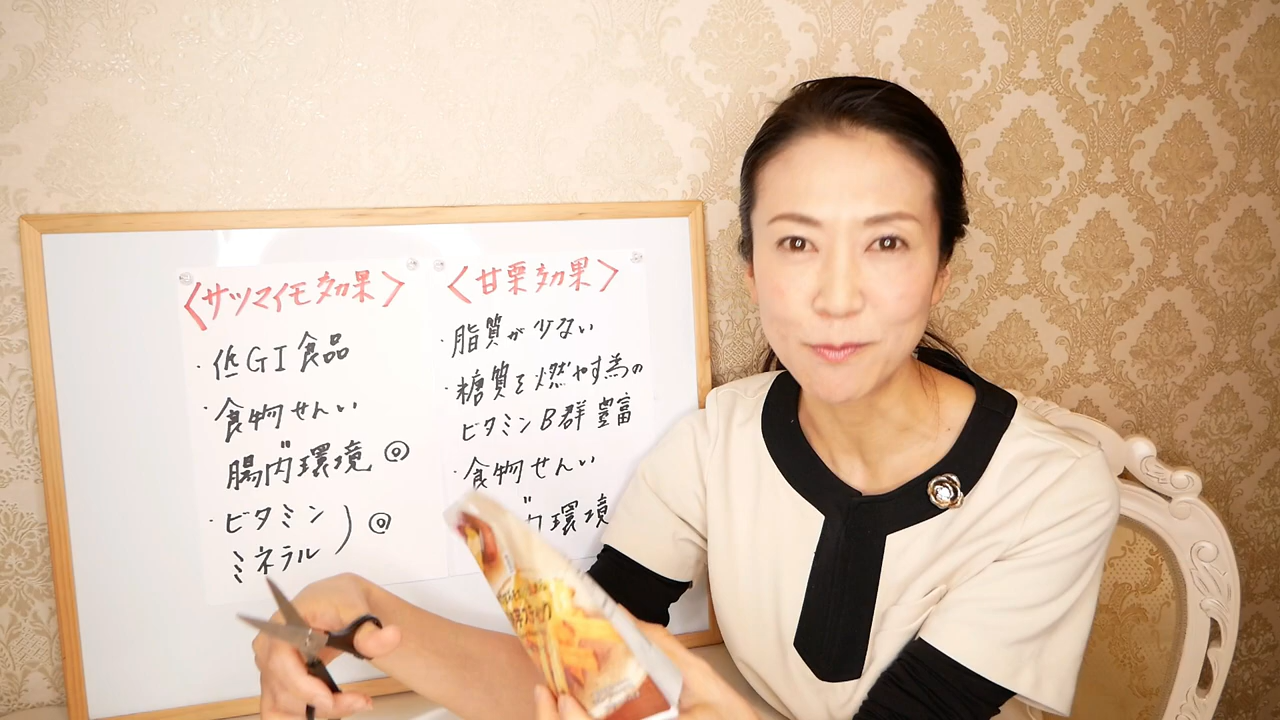 〈サツマイモ効果〉
・低GI食品
・食物せんい
腸内環境◎
・ビタミン
ミネラル)◎
〈甘栗効果〉
・脂質が少ない
・糖質を燃やす為の
ビタミンB群豊富
・食物せんい
内環境